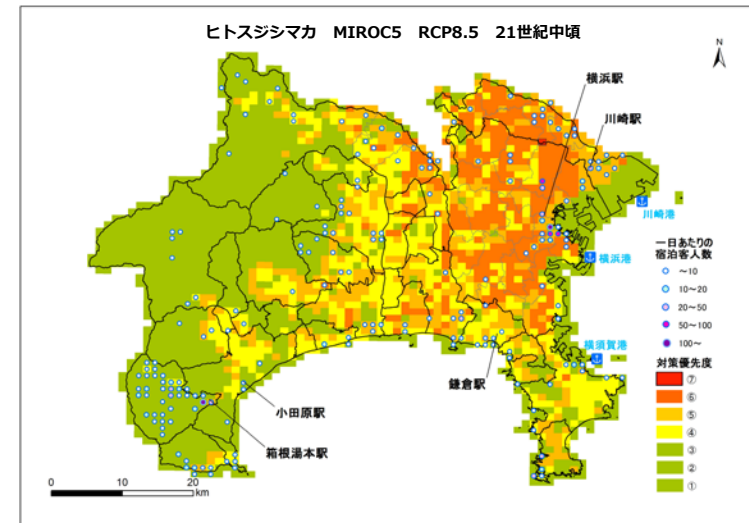 ヒトスジシマカ　MIROC5　RCP8.5　21世紀中頃
N
横浜駅
川崎駅
川崎港
横浜港
一日あたりの
宿泊客人数
～10
10～20
20～50
50～100
100～
横須賀港
対策優先度
⑦
⑥
⑤
④
③
②
①
鎌倉駅
小田原駅
箱根湯本駅
0 10 20
km